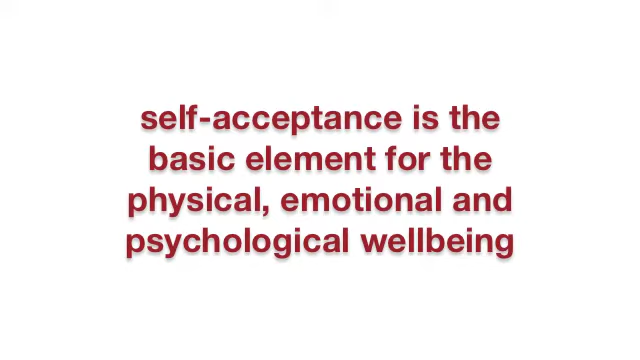 self-acceptance is the
basic element for the
physical, emotional and
psychological wellbeing